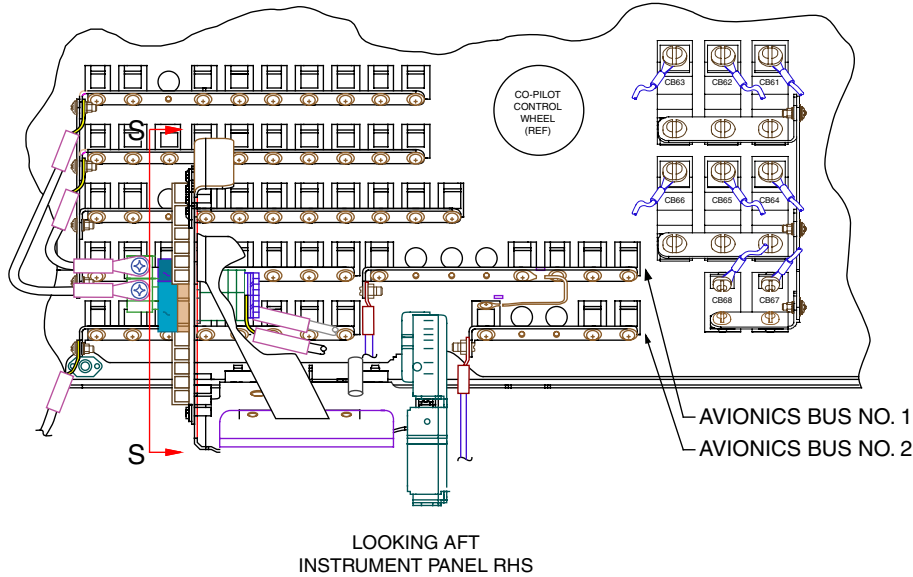 S
CO-PILOT
CONTROL
WHEEL
(REF)
CB63 CB62 CB61
CB66 CB65 CB64
CB68 CB67
AVIONICS BUS NO. 1
AVIONICS BUS NO. 2
S
LOOKING AFT
INSTRUMENT PANEL RHS